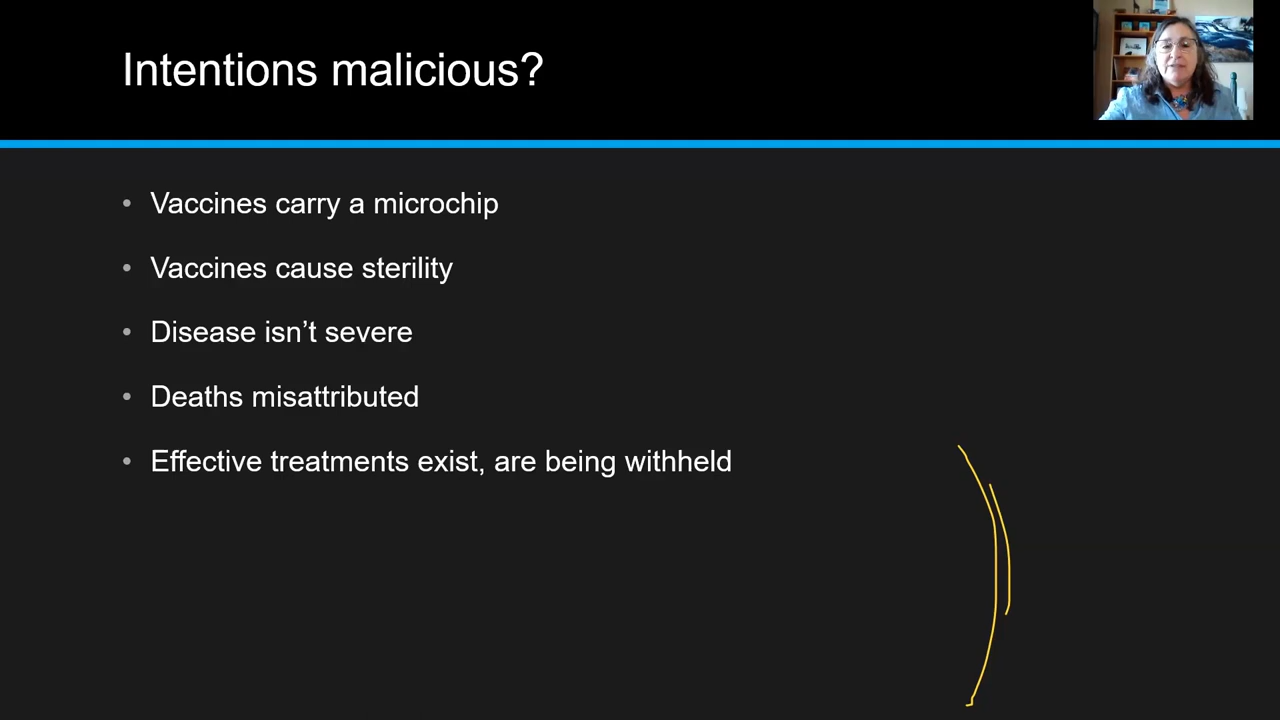 Intentions malicious?
• Vaccines carry a microchip
• Vaccines cause sterility
• Disease isn’t severe
• Deaths misattributed
• Effective treatments exist, are being withheld